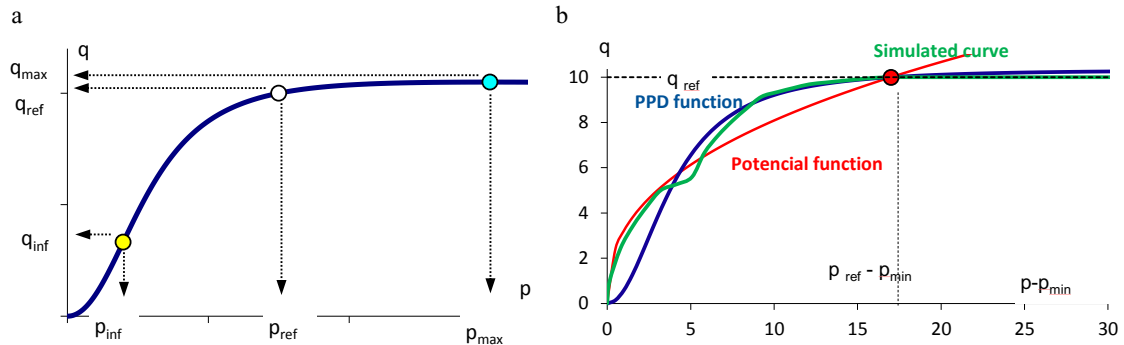 a
q
q max
q ref
q inf
p inf
p ref
p max
p
b
q
Simulated curve
q ref
PPD function
Potencial function
p ref - p min
p-p min
12
10
8
6
4
2
0
0 5 10 15 20 25 30